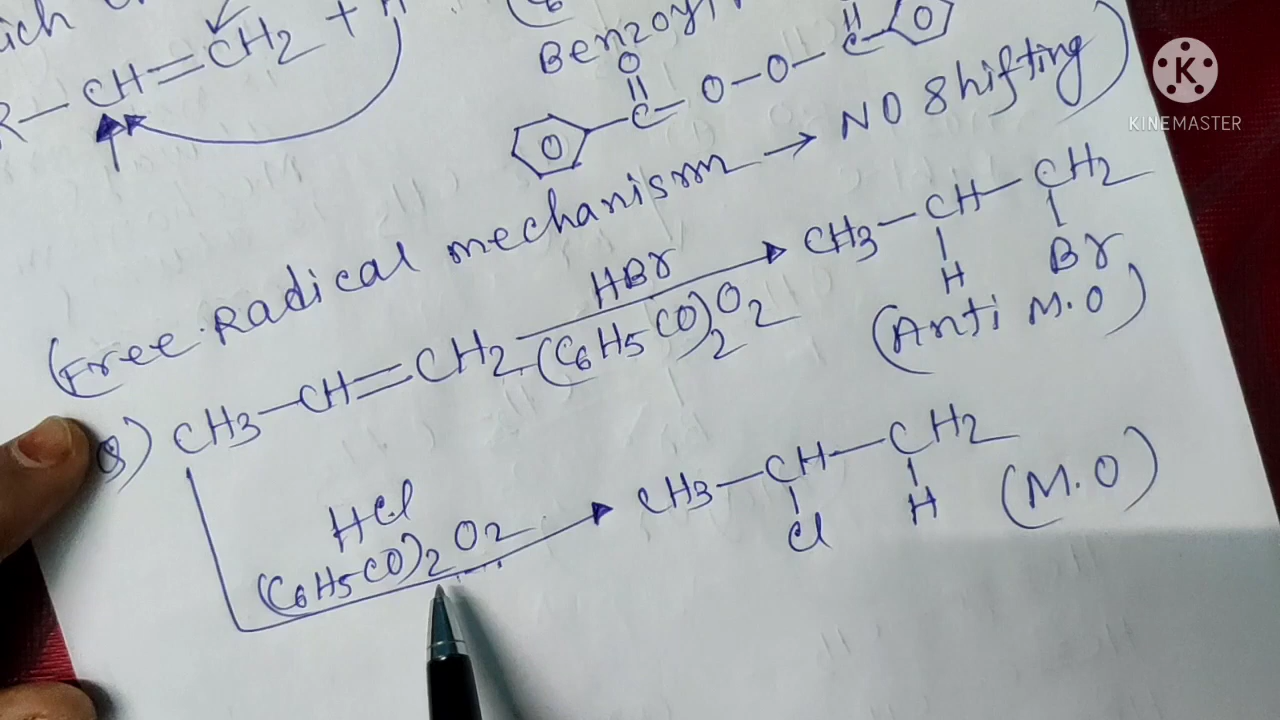 R-CH=CH2 +
Benzoy
O
||
C-O-O-C
KINEMASTER
(Free.Radical mechanism → NO Shifting)
Q) CH3-CH=CH2 HBr (C6H5CO)2O2 → CH3-CH-CH2
H Br
(Anti M.O)
HCl
(C6H5CO)2O2 → CH3-CH-CH2 (M.O)
Cl H